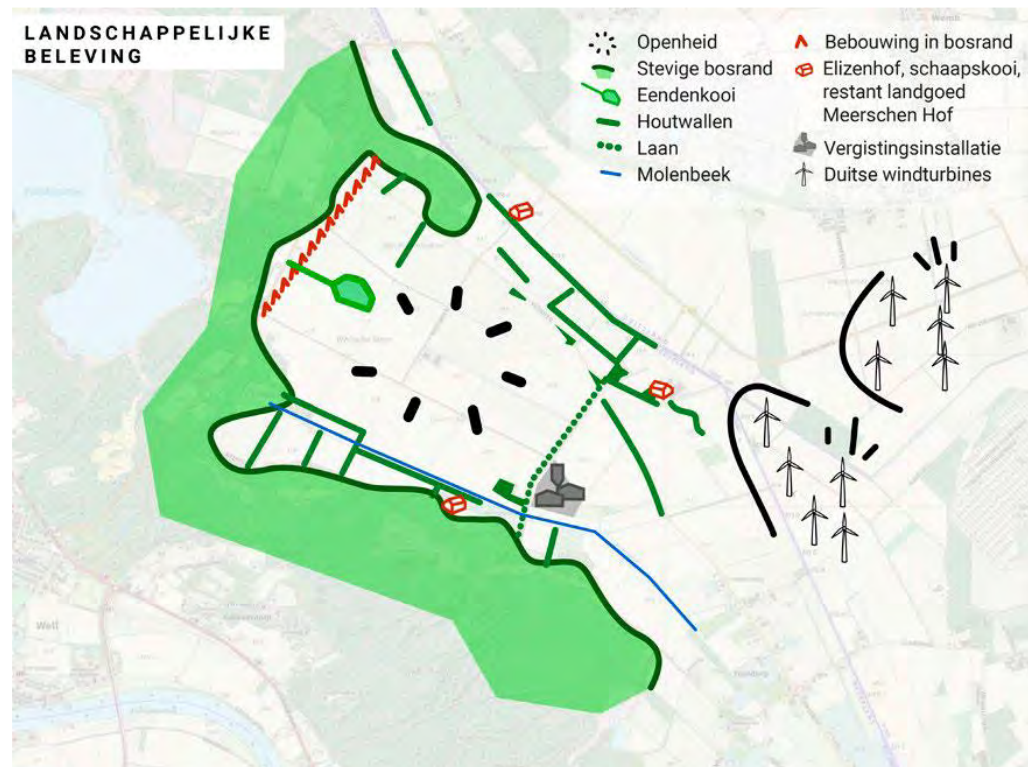 LANDSCHAPPELIJKE
BELEVING
Openheid
Stevige bosrand
Eendenkooi
Houtwallen
Laan
Molenbeek
Bebouwing in bosrand
Elizenhof, schaapskooi,
restant landgoed
Meerschen Hof
Vergistingsinstallatie
Duitse windturbines
Well